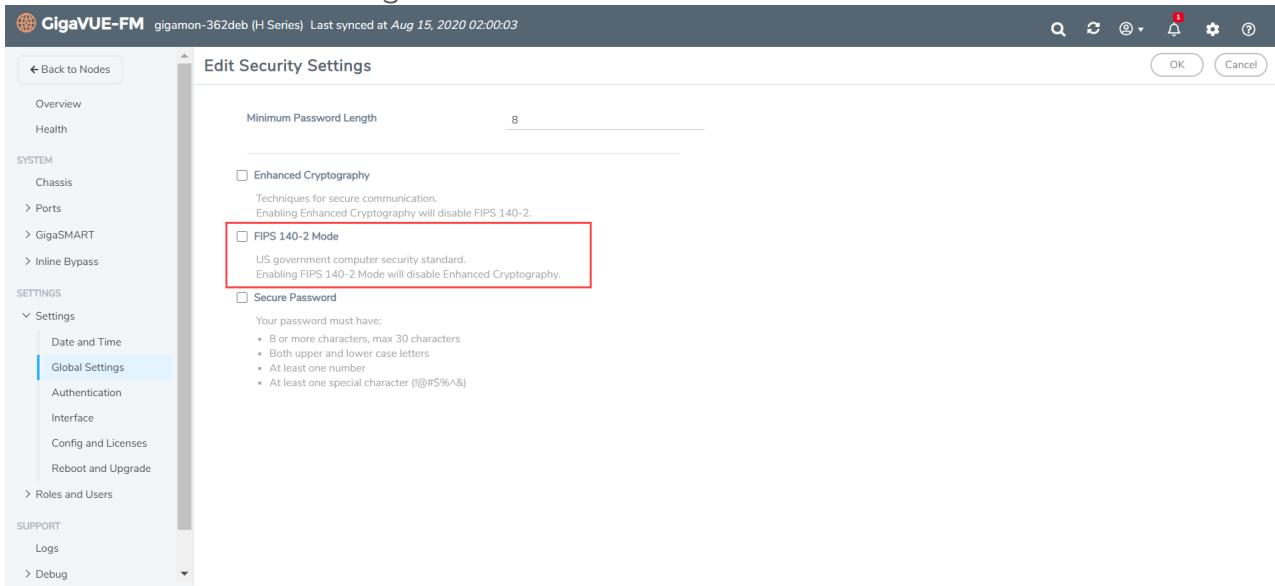 GigaVUE-FM gigamon-362deb (H Series) Last synced at Aug 15, 2020 02:00:03
1
← Back to Nodes
Overview
Health
SYSTEM
Chassis
> Ports
> GigaSMART
> Inline Bypass
SETTINGS
Settings
Date and Time
Global Settings
Authentication
Interface
Config and Licenses
Reboot and Upgrade
> Roles and Users
SUPPORT
Logs
> Debug
Edit Security Settings
OK
Cancel
Minimum Password Length 8
Enhanced Cryptography
Techniques for secure communication.
Enabling Enhanced Cryptography will disable FIPS 140-2.
FIPS 140-2 Mode
US government computer security standard.
Enabling FIPS 140-2 Mode will disable Enhanced Cryptography.
Secure Password
Your password must have:
• 8 or more characters, max 30 characters
• Both upper and lower case letters
• At least one number
• At least one special character (!@#$%^&)